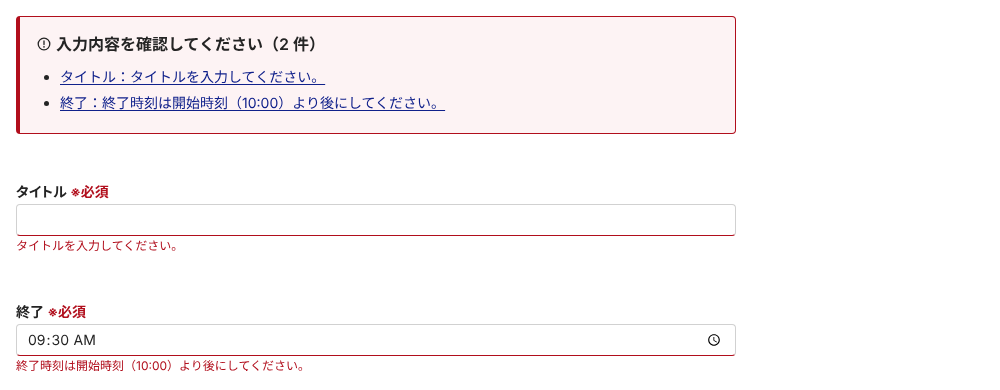 入力内容を確認してください（2 件）
タイトル：タイトルを入力してください。
終了：終了時刻は開始時刻（10:00）より後にしてください。
タイトル ※必須
タイトルを入力してください。
終了 ※必須
09:30 AM
終了時刻は開始時刻（10:00）より後にしてください。